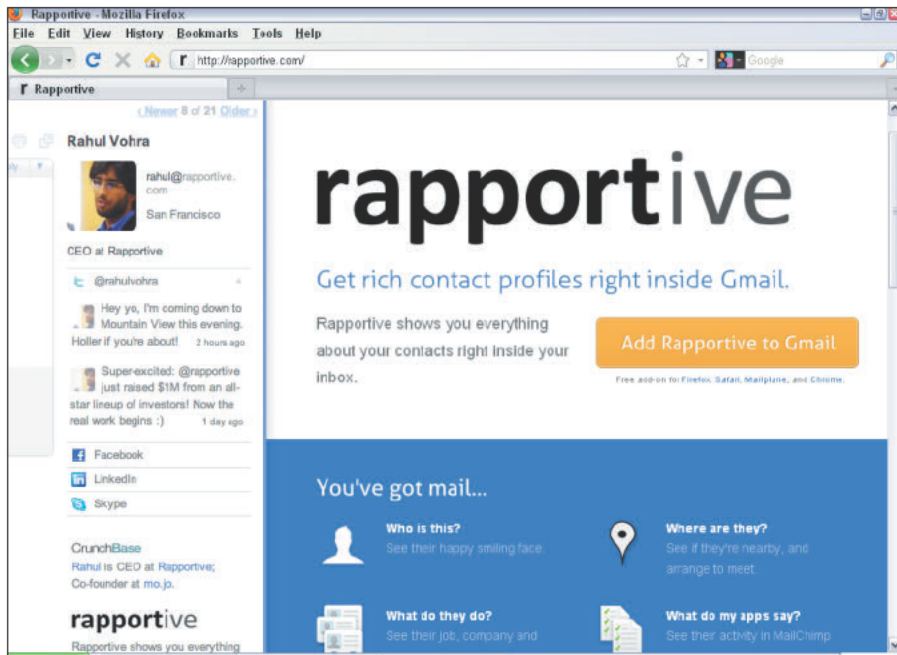 Rapportive - Mozilla Firefox
File Edit View History Bookmarks Tools Help
r http://rapportive.com/
Google
r Rapportive
‹ Newer 8 of 21 Older ›
Rahul Vohra
rahul@rapportive.
com
San Francisco
CEO at Rapportive
@rahulvohra
Hey yo, I'm coming down to
Mountain View this evening.
Holler if you're about! 2 hours ago
Super-excited: @rapportive
just raised $1M from an all-
star lineup of investors! Now the
real work begins :) 1 day ago
Facebook
LinkedIn
Skype
CrunchBase
Rahul is CEO at Rapportive;
Co-founder at mo.jo.
rapportive
Rapportive shows you everything
rapportive
Get rich contact profiles right inside Gmail.
Rapportive shows you everything
about your contacts right inside your
inbox.
Add Rapportive to Gmail
Free add-on for Firefox, Safari, Mailplane, and Chrome.
You've got mail...
Who is this?
See their happy smiling face.
Where are they?
See if they're nearby, and
arrange to meet.
What do they do?
See their job, company and
What do my apps say?
See their activity in MailChimp